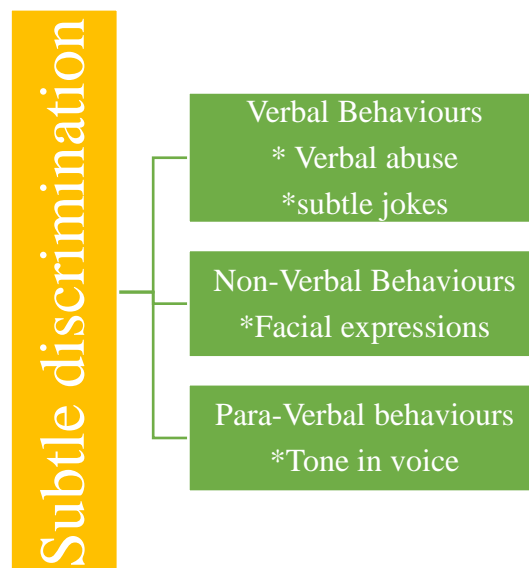 Subtle discrimination
Verbal Behaviours
* Verbal abuse
*subtle jokes
Non-Verbal Behaviours
*Facial expressions
Para-Verbal behaviours
*Tone in voice